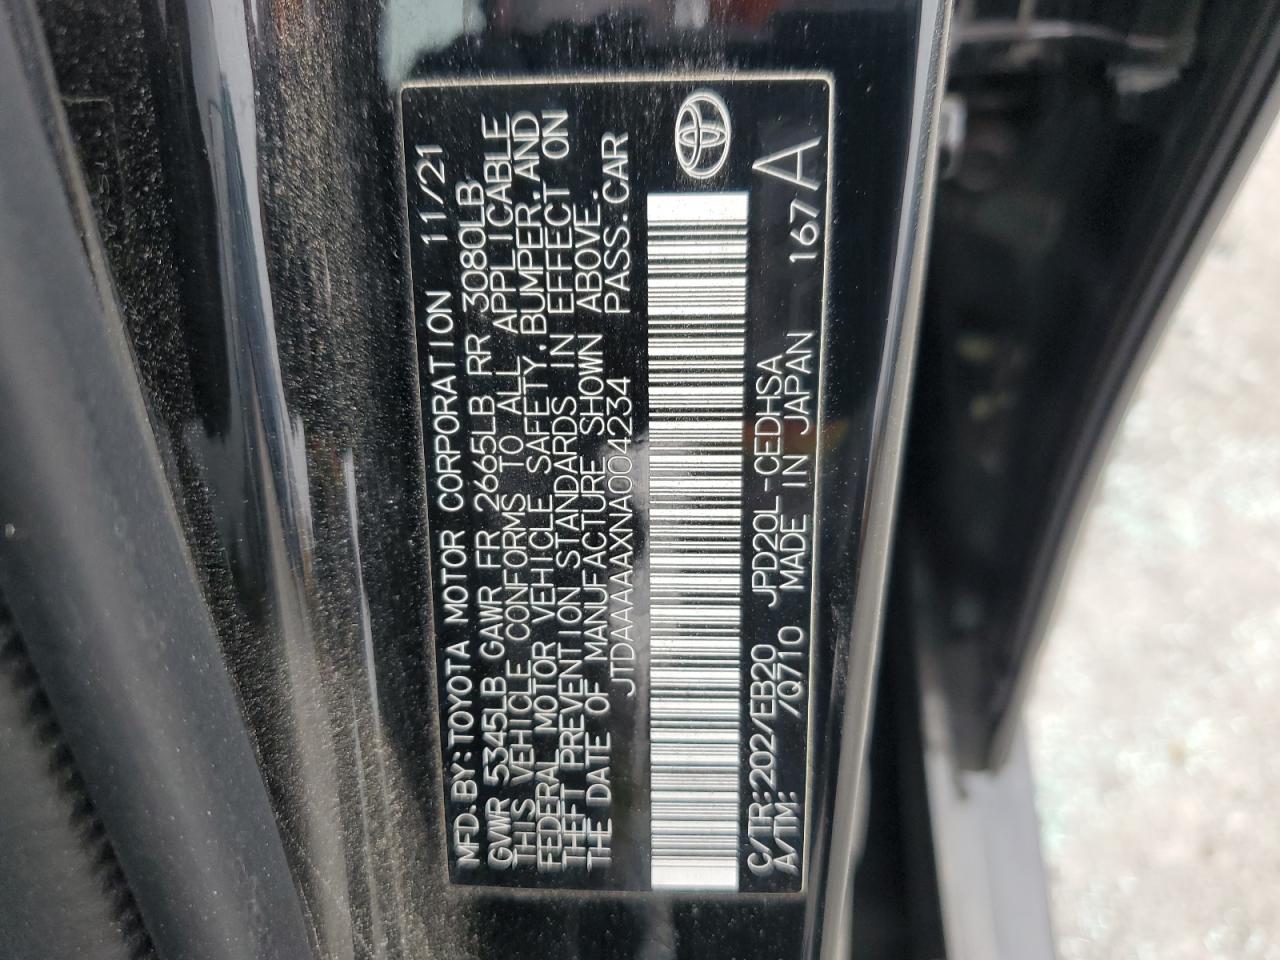 MFD. BY: TOYOTA MOTOR CORPORATION 11/21
GVWR 5345LB GAWR FR 2665LB RR 3080LB
THIS VEHICLE CONFORMS TO ALL APPLICABLE
FEDERAL MOTOR VEHICLE SAFETY, BUMPER, AND
THEFT PREVENTION STANDARDS IN EFFECT ON
THE DATE OF MANUFACTURE SHOWN ABOVE.
JTDAAAAAXNA004234 PASS. CAR
C/TR: 202/EB20 JPD20L-CEDHSA
A/TM: /Q710 MADE IN JAPAN 167A